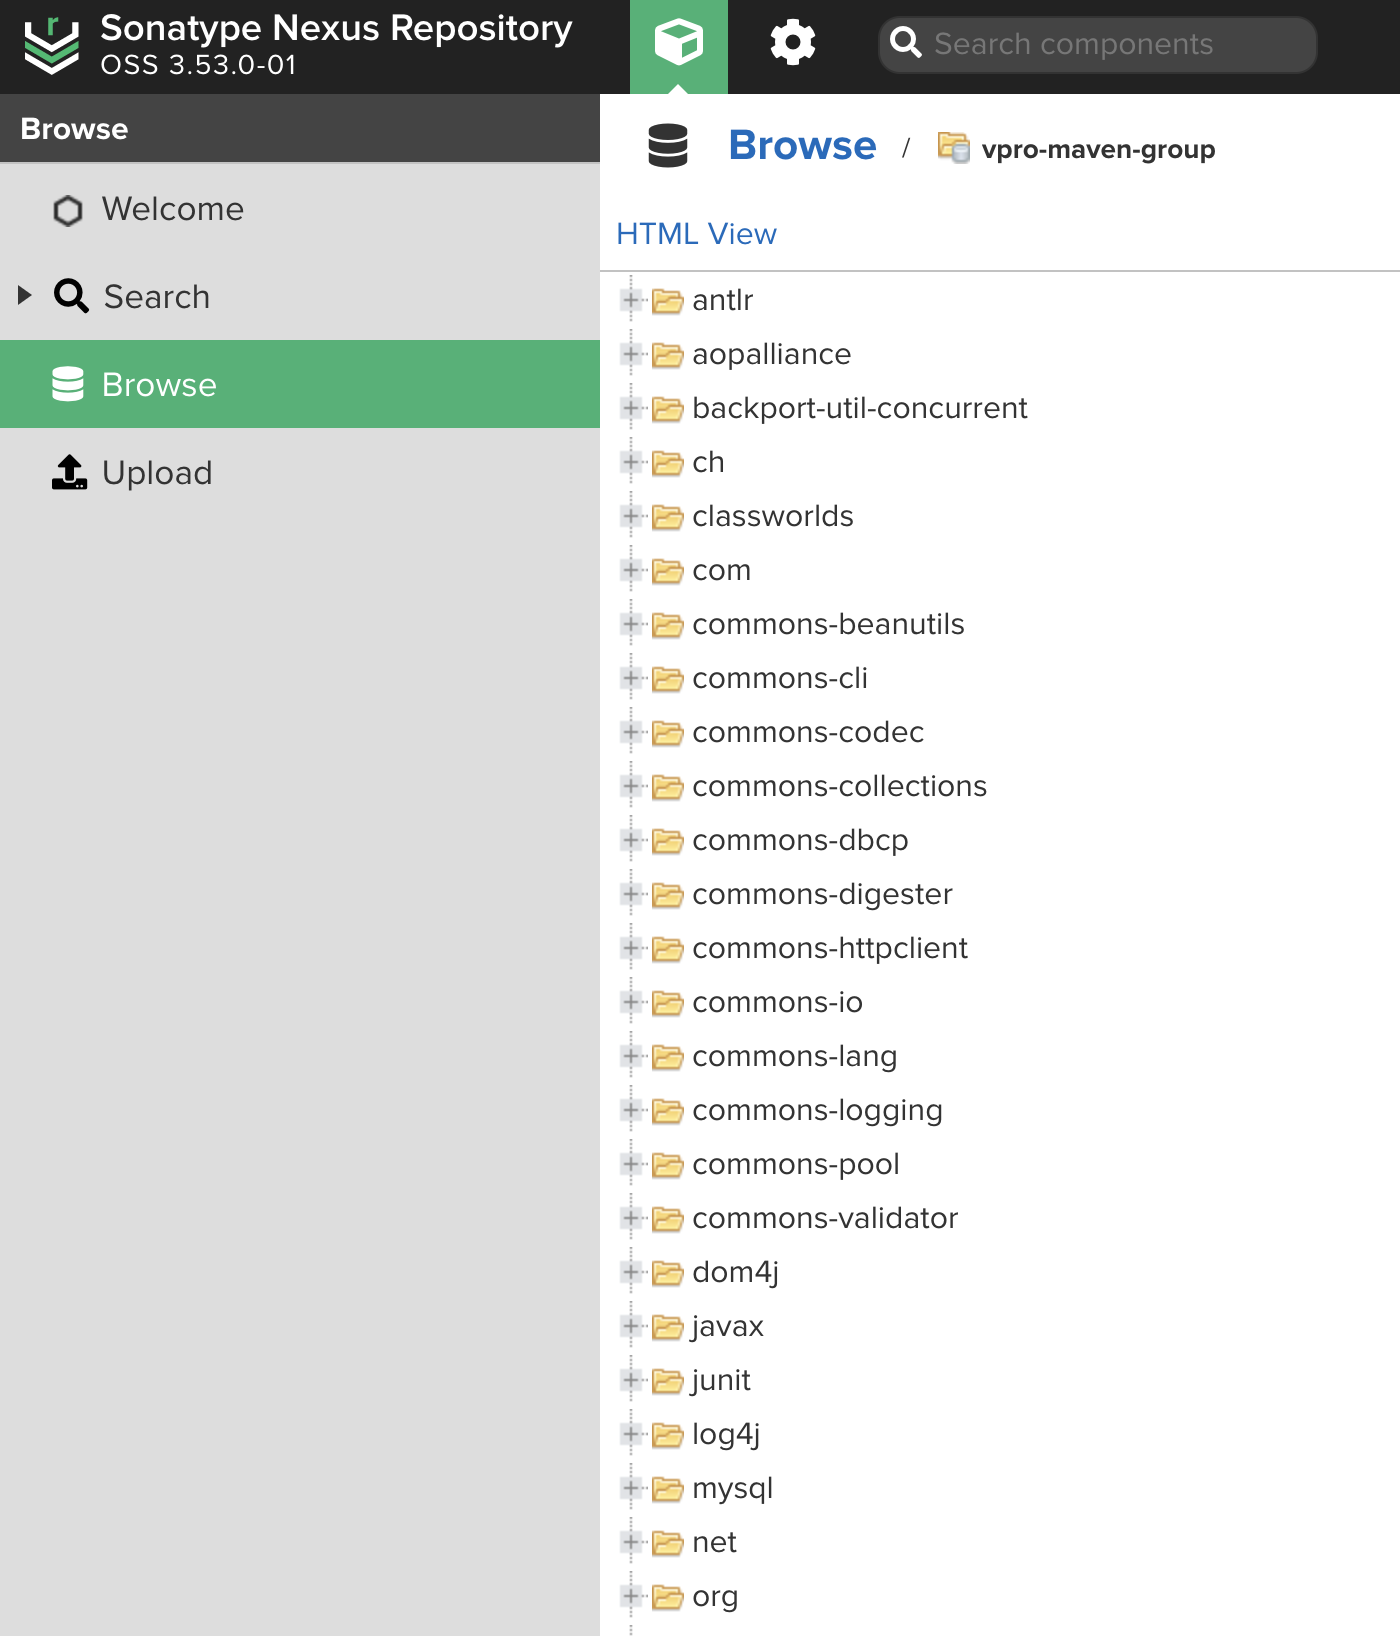 Sonatype Nexus Repository
OSS 3.53.0-01
Search components
Browse
Welcome
Search
Browse
Upload
Browse / vpro-maven-group
HTML View
antlr
aopalliance
backport-util-concurrent
ch
classworlds
com
commons-beanutils
commons-cli
commons-codec
commons-collections
commons-dbcp
commons-digester
commons-httpclient
commons-io
commons-lang
commons-logging
commons-pool
commons-validator
dom4j
javax
junit
log4j
mysql
net
org